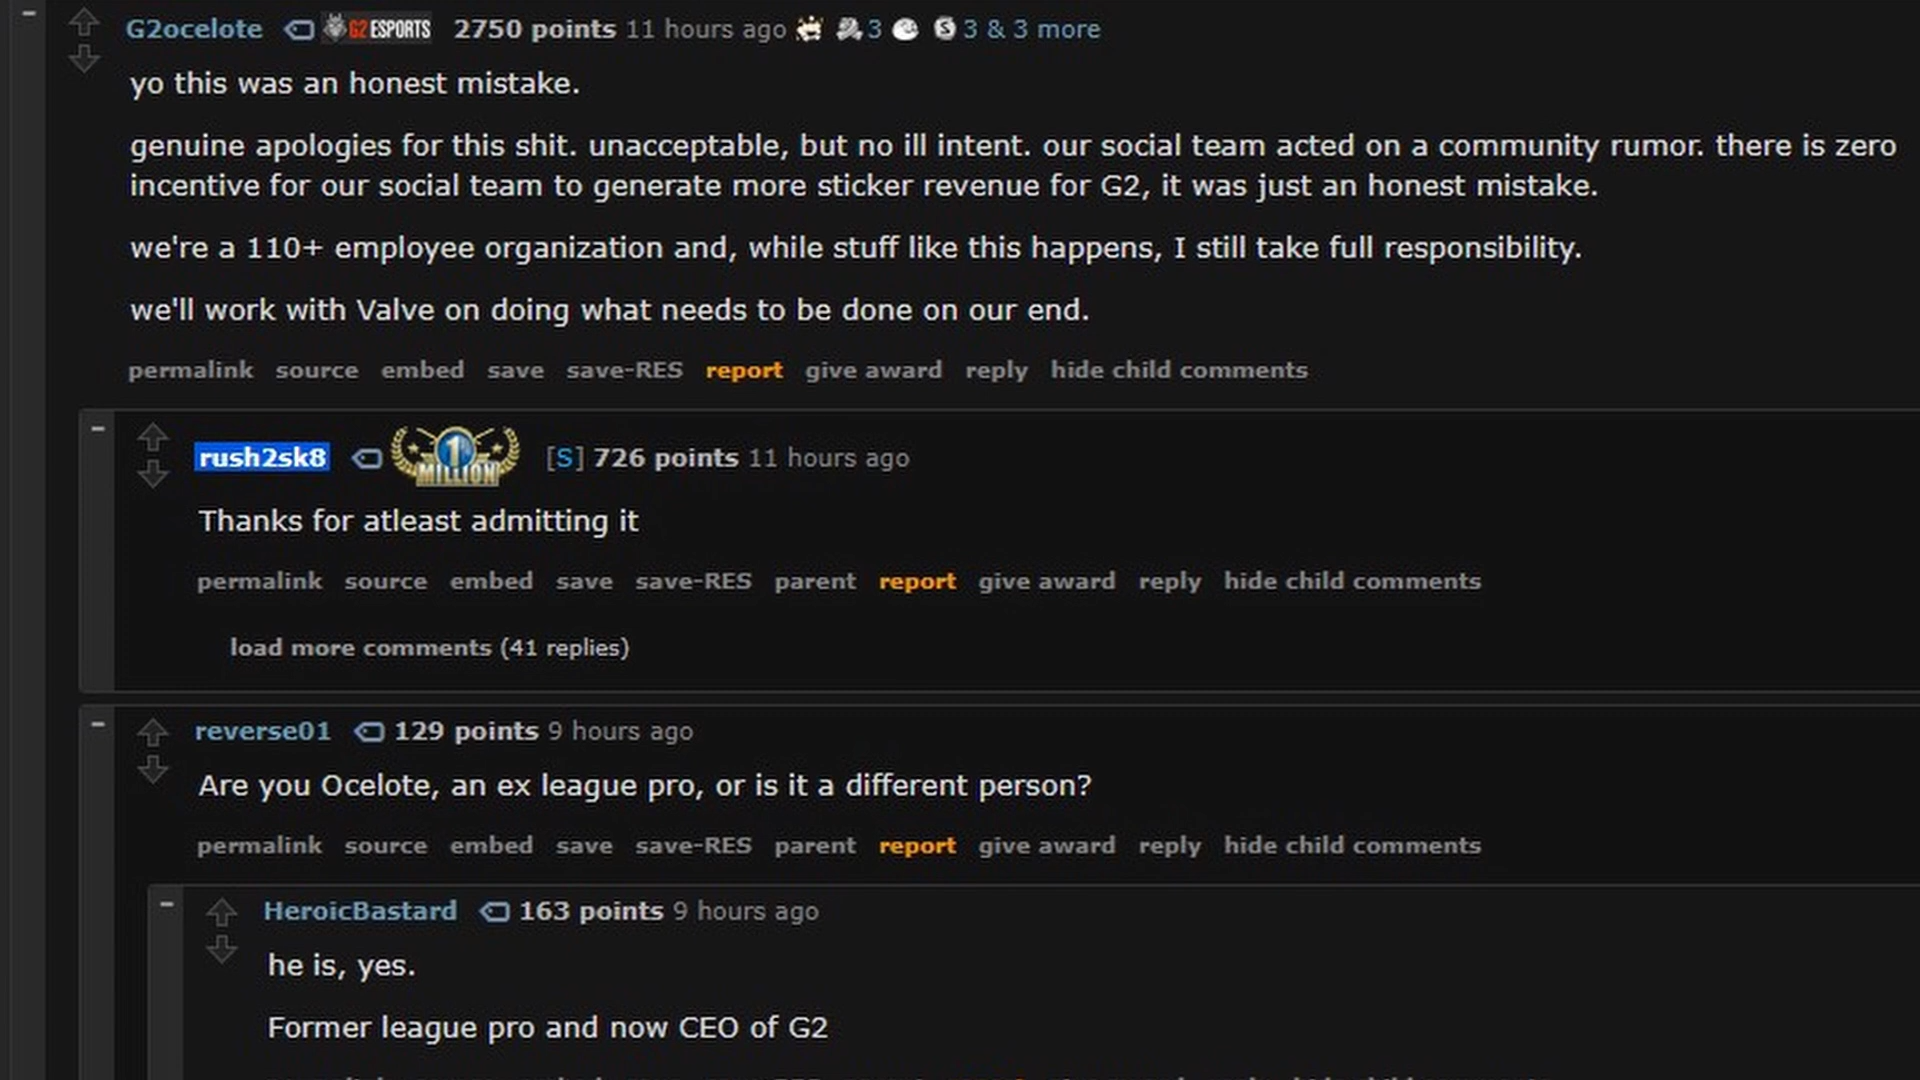 G2ocelote G2 ESPORTS 2750 points 11 hours ago 3 S 3 & 3 more
yo this was an honest mistake.
genuine apologies for this shit. unacceptable, but no ill intent. our social team acted on a community rumor. there is zero
incentive for our social team to generate more sticker revenue for G2, it was just an honest mistake.
we're a 110+ employee organization and, while stuff like this happens, I still take full responsibility.
we'll work with Valve on doing what needs to be done on our end.
permalink source embed save save-RES report give award reply hide child comments
rush2sk8 1 MILLION [S] 726 points 11 hours ago
Thanks for atleast admitting it
permalink source embed save save-RES parent report give award reply hide child comments
load more comments (41 replies)
reverse01 129 points 9 hours ago
Are you Ocelote, an ex league pro, or is it a different person?
permalink source embed save save-RES parent report give award reply hide child comments
HeroicBastard 163 points 9 hours ago
he is, yes.
Former league pro and now CEO of G2